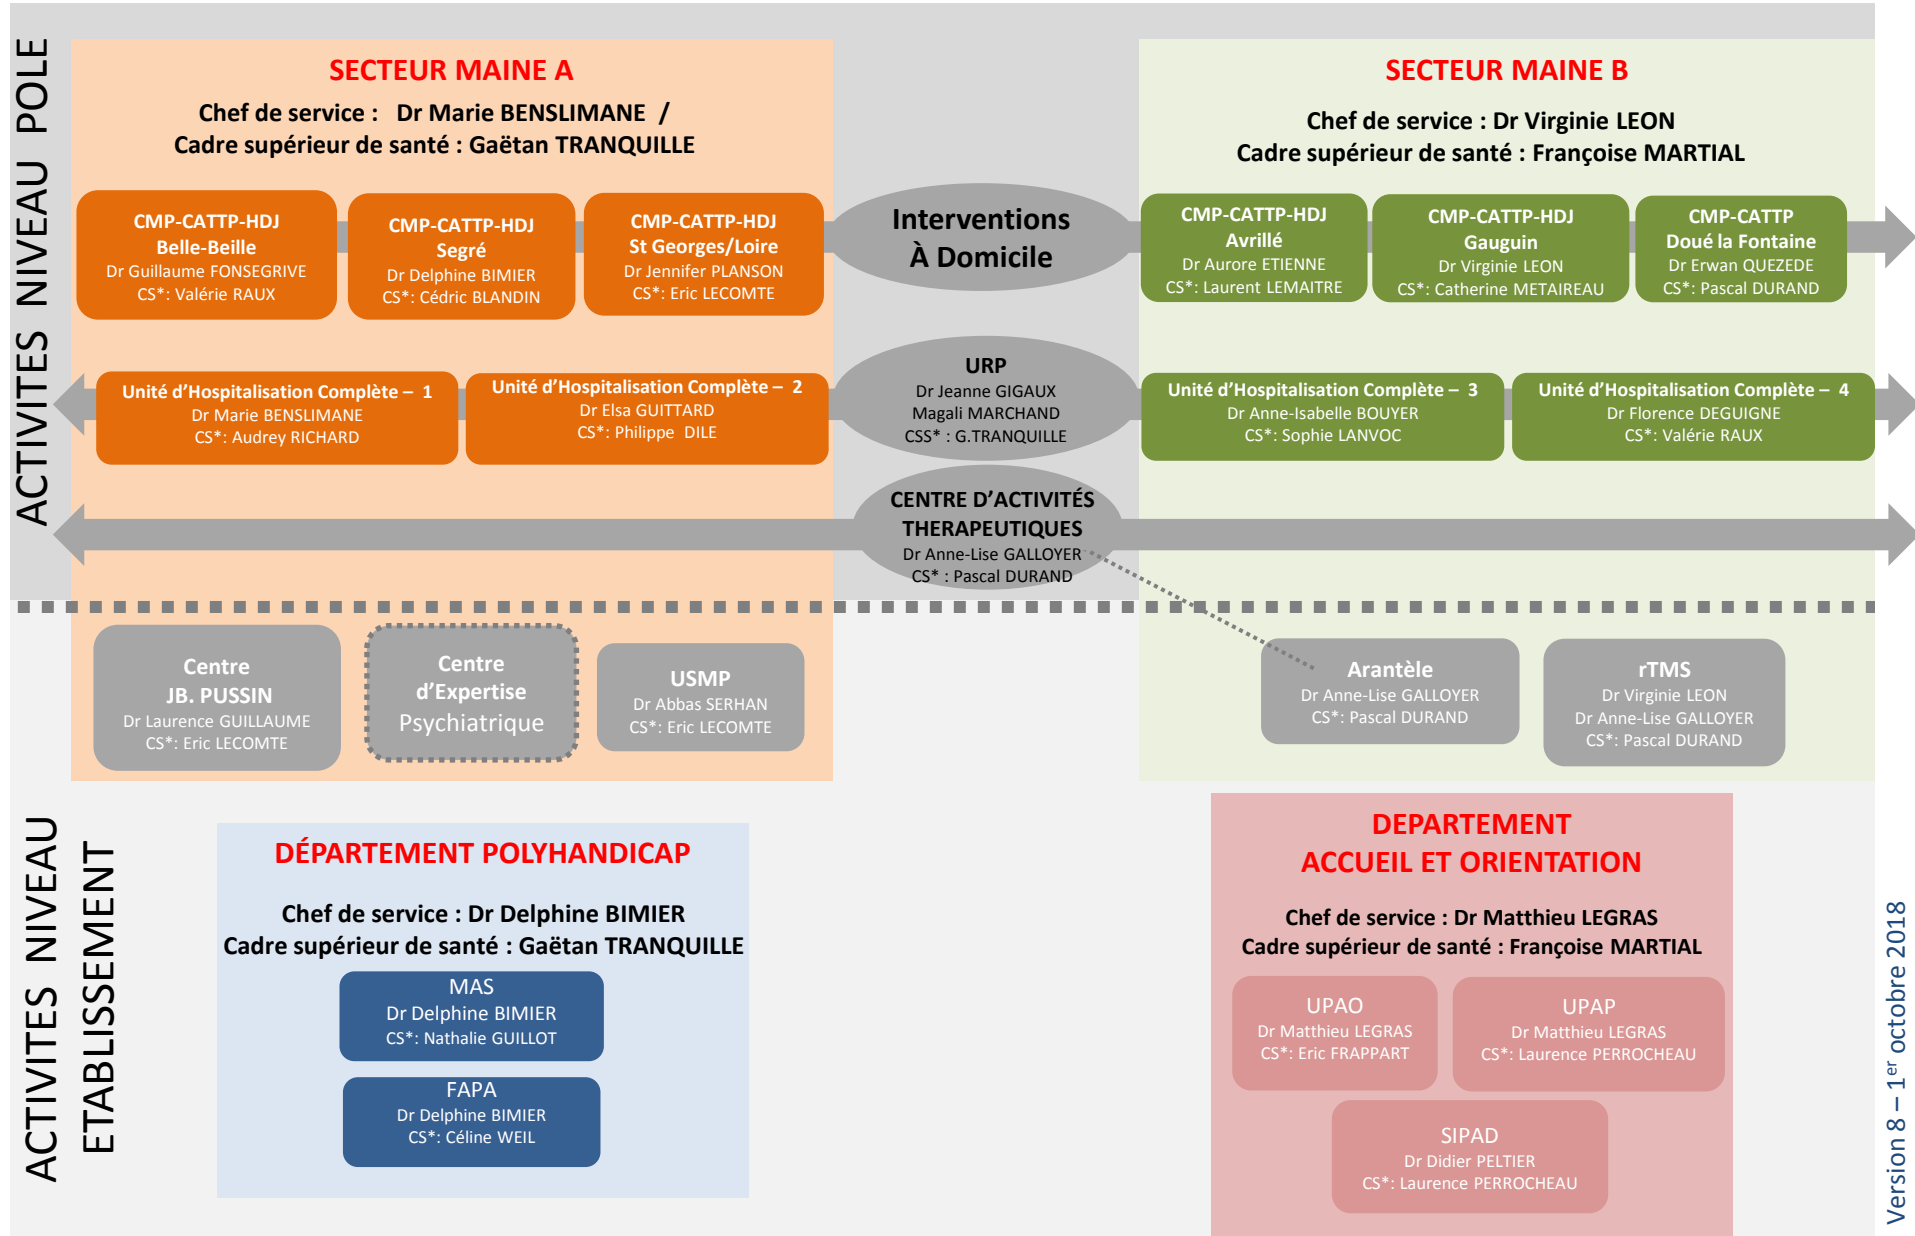 ACTIVITES NIVEAU POLE
SECTEUR MAINE A
Chef de service : Dr Marie BENSLIMANE /
Cadre supérieur de santé : Gaëtan TRANQUILLE
SECTEUR MAINE B
Chef de service : Dr Virginie LEON
Cadre supérieur de santé : Françoise MARTIAL
CMP-CATTP-HDJ
Belle-Beille
Dr Guillaume FONSEGRIVE
CS*: Valérie RAUX
CMP-CATTP-HDJ
Segré
Dr Delphine BIMIER
CS*: Cédric BLANDIN
CMP-CATTP-HDJ
St Georges/Loire
Dr Jennifer PLANSON
CS*: Eric LECOMTE
Interventions
À Domicile
CMP-CATTP-HDJ
Avrillé
Dr Aurore ETIENNE
CS*: Laurent LEMAITRE
CMP-CATTP-HDJ
Gauguin
Dr Virginie LEON
CS*: Catherine METAIREAU
CMP-CATTP
Doué la Fontaine
Dr Erwan QUEZEDE
CS*: Pascal DURAND
Unité d’Hospitalisation Complète – 1
Dr Marie BENSLIMANE
CS*: Audrey RICHARD
Unité d’Hospitalisation Complète – 2
Dr Elsa GUITTARD
CS*: Philippe DILE
URP
Dr Jeanne GIGAUX
Magali MARCHAND
CSS* : G.TRANQUILLE
Unité d’Hospitalisation Complète – 3
Dr Anne-Isabelle BOUYER
CS*: Sophie LANVOC
Unité d’Hospitalisation Complète – 4
Dr Florence DEGUIGNE
CS*: Valérie RAUX
CENTRE D’ACTIVITÉS
THERAPEUTIQUES
Dr Anne-Lise GALLOYER
CS* : Pascal DURAND
Centre
JB. PUSSIN
Dr Laurence GUILLAUME
CS*: Eric LECOMTE
Centre
d’Expertise
Psychiatrique
USMP
Dr Abbas SERHAN
CS*: Eric LECOMTE
Arantèle
Dr Anne-Lise GALLOYER
CS*: Pascal DURAND
rTMS
Dr Virginie LEON
Dr Anne-Lise GALLOYER
CS*: Pascal DURAND
ACTIVITES NIVEAU
ETABLISSEMENT
DÉPARTEMENT POLYHANDICAP
Chef de service : Dr Delphine BIMIER
Cadre supérieur de santé : Gaëtan TRANQUILLE
MAS
Dr Delphine BIMIER
CS*: Nathalie GUILLOT
FAPA
Dr Delphine BIMIER
CS*: Céline WEIL
DEPARTEMENT
ACCUEIL ET ORIENTATION
Chef de service : Dr Matthieu LEGRAS
Cadre supérieur de santé : Françoise MARTIAL
UPAO
Dr Matthieu LEGRAS
CS*: Eric FRAPPART
UPAP
Dr Matthieu LEGRAS
CS*: Laurence PERROCHEAU
SIPAD
Dr Didier PELTIER
CS*: Laurence PERROCHEAU
Version 8 – 1er octobre 2018